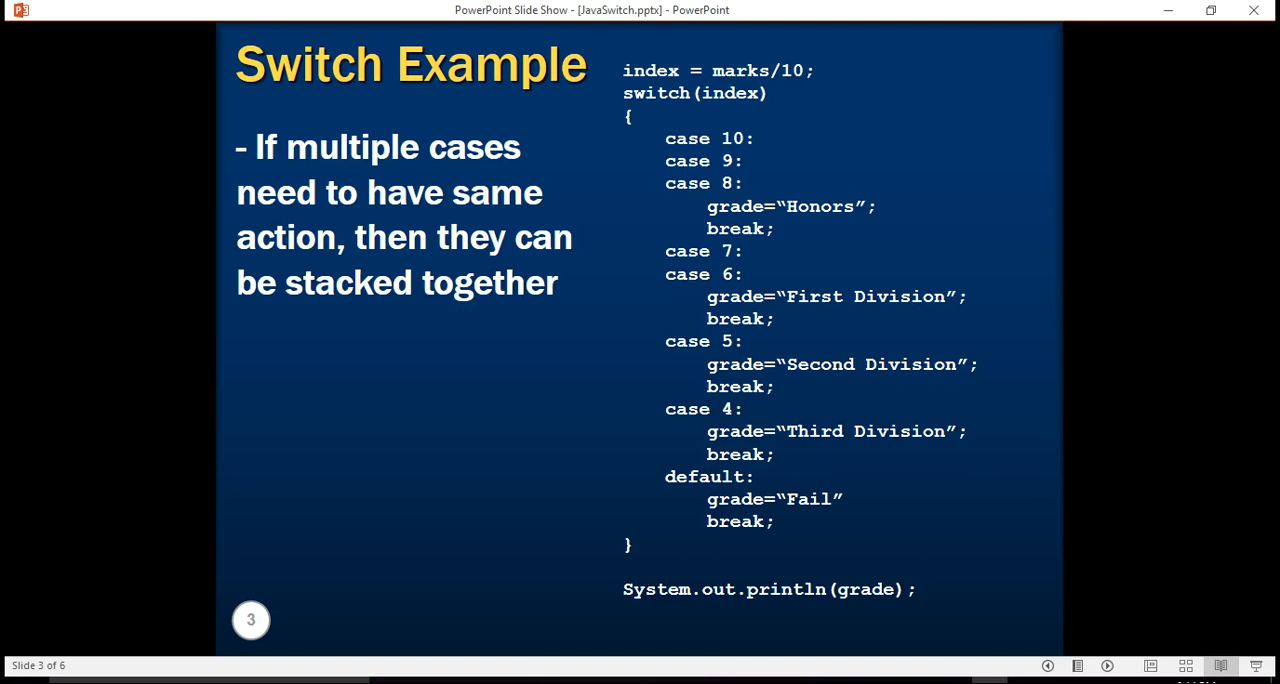 PowerPoint Slide Show - [JavaSwitch.pptx] - PowerPoint
Switch Example
- If multiple cases
need to have same
action, then they can
be stacked together
index = marks/10;
switch(index)
{
case 10:
case 9:
case 8:
grade=“Honors”;
break;
case 7:
case 6:
grade=“First Division”;
break;
case 5:
grade=“Second Division”;
break;
case 4:
grade=“Third Division”;
break;
default:
grade=“Fail”
break;
}
System.out.println(grade);
3
Slide 3 of 6